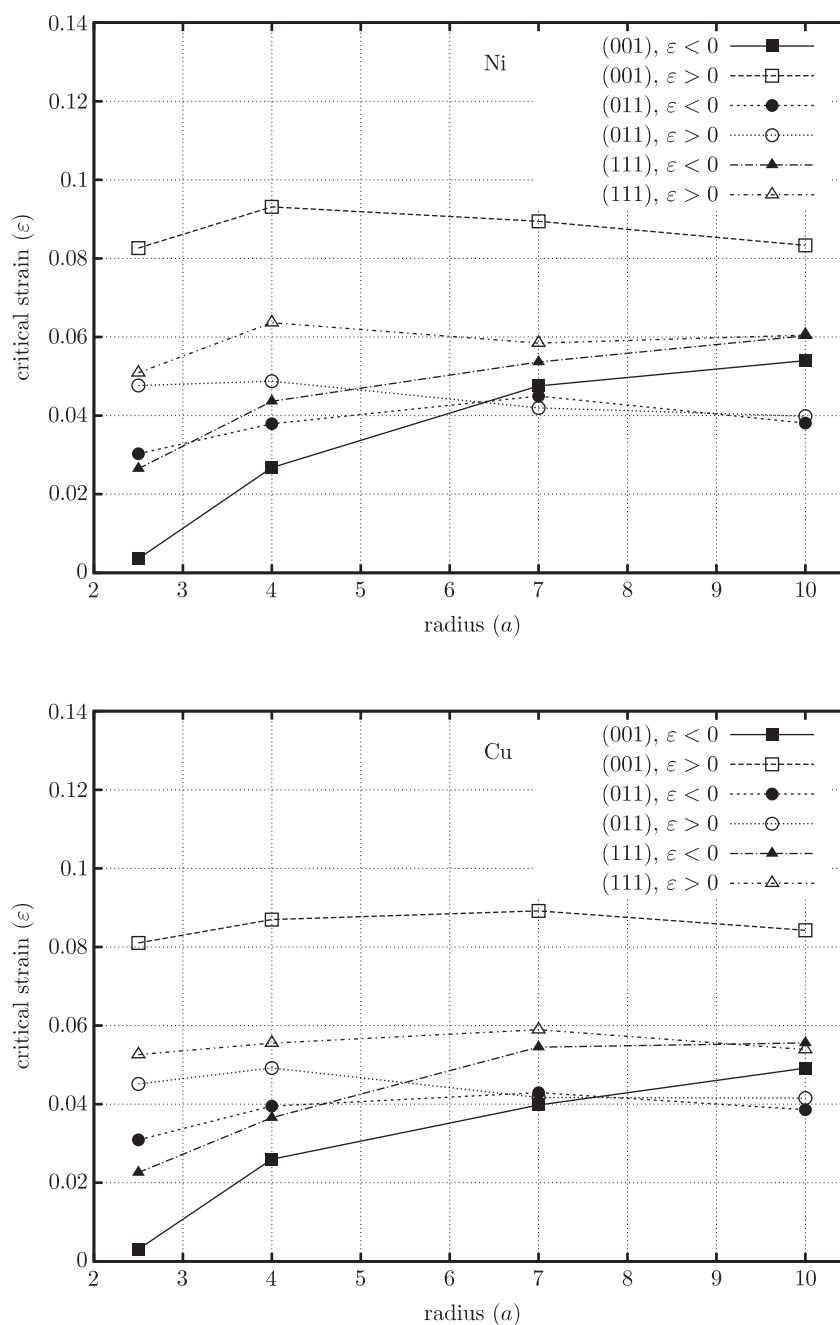 0.14
Ni
(001), ε < 0
(001), ε > 0
0.12
(011), ε < 0
(011), ε > 0
(111), ε < 0
0.1
(111), ε > 0
critical strain (ε)
0.08
0.06
0.04
0.02
0
2 3 4 5 6 7 8 9 10
radius (a)
0.14
Cu
(001), ε < 0
(001), ε > 0
0.12
(011), ε < 0
(011), ε > 0
(111), ε < 0
0.1
(111), ε > 0
critical strain (ε)
0.08
0.06
0.04
0.02
0
2 3 4 5 6 7 8 9 10
radius (a)